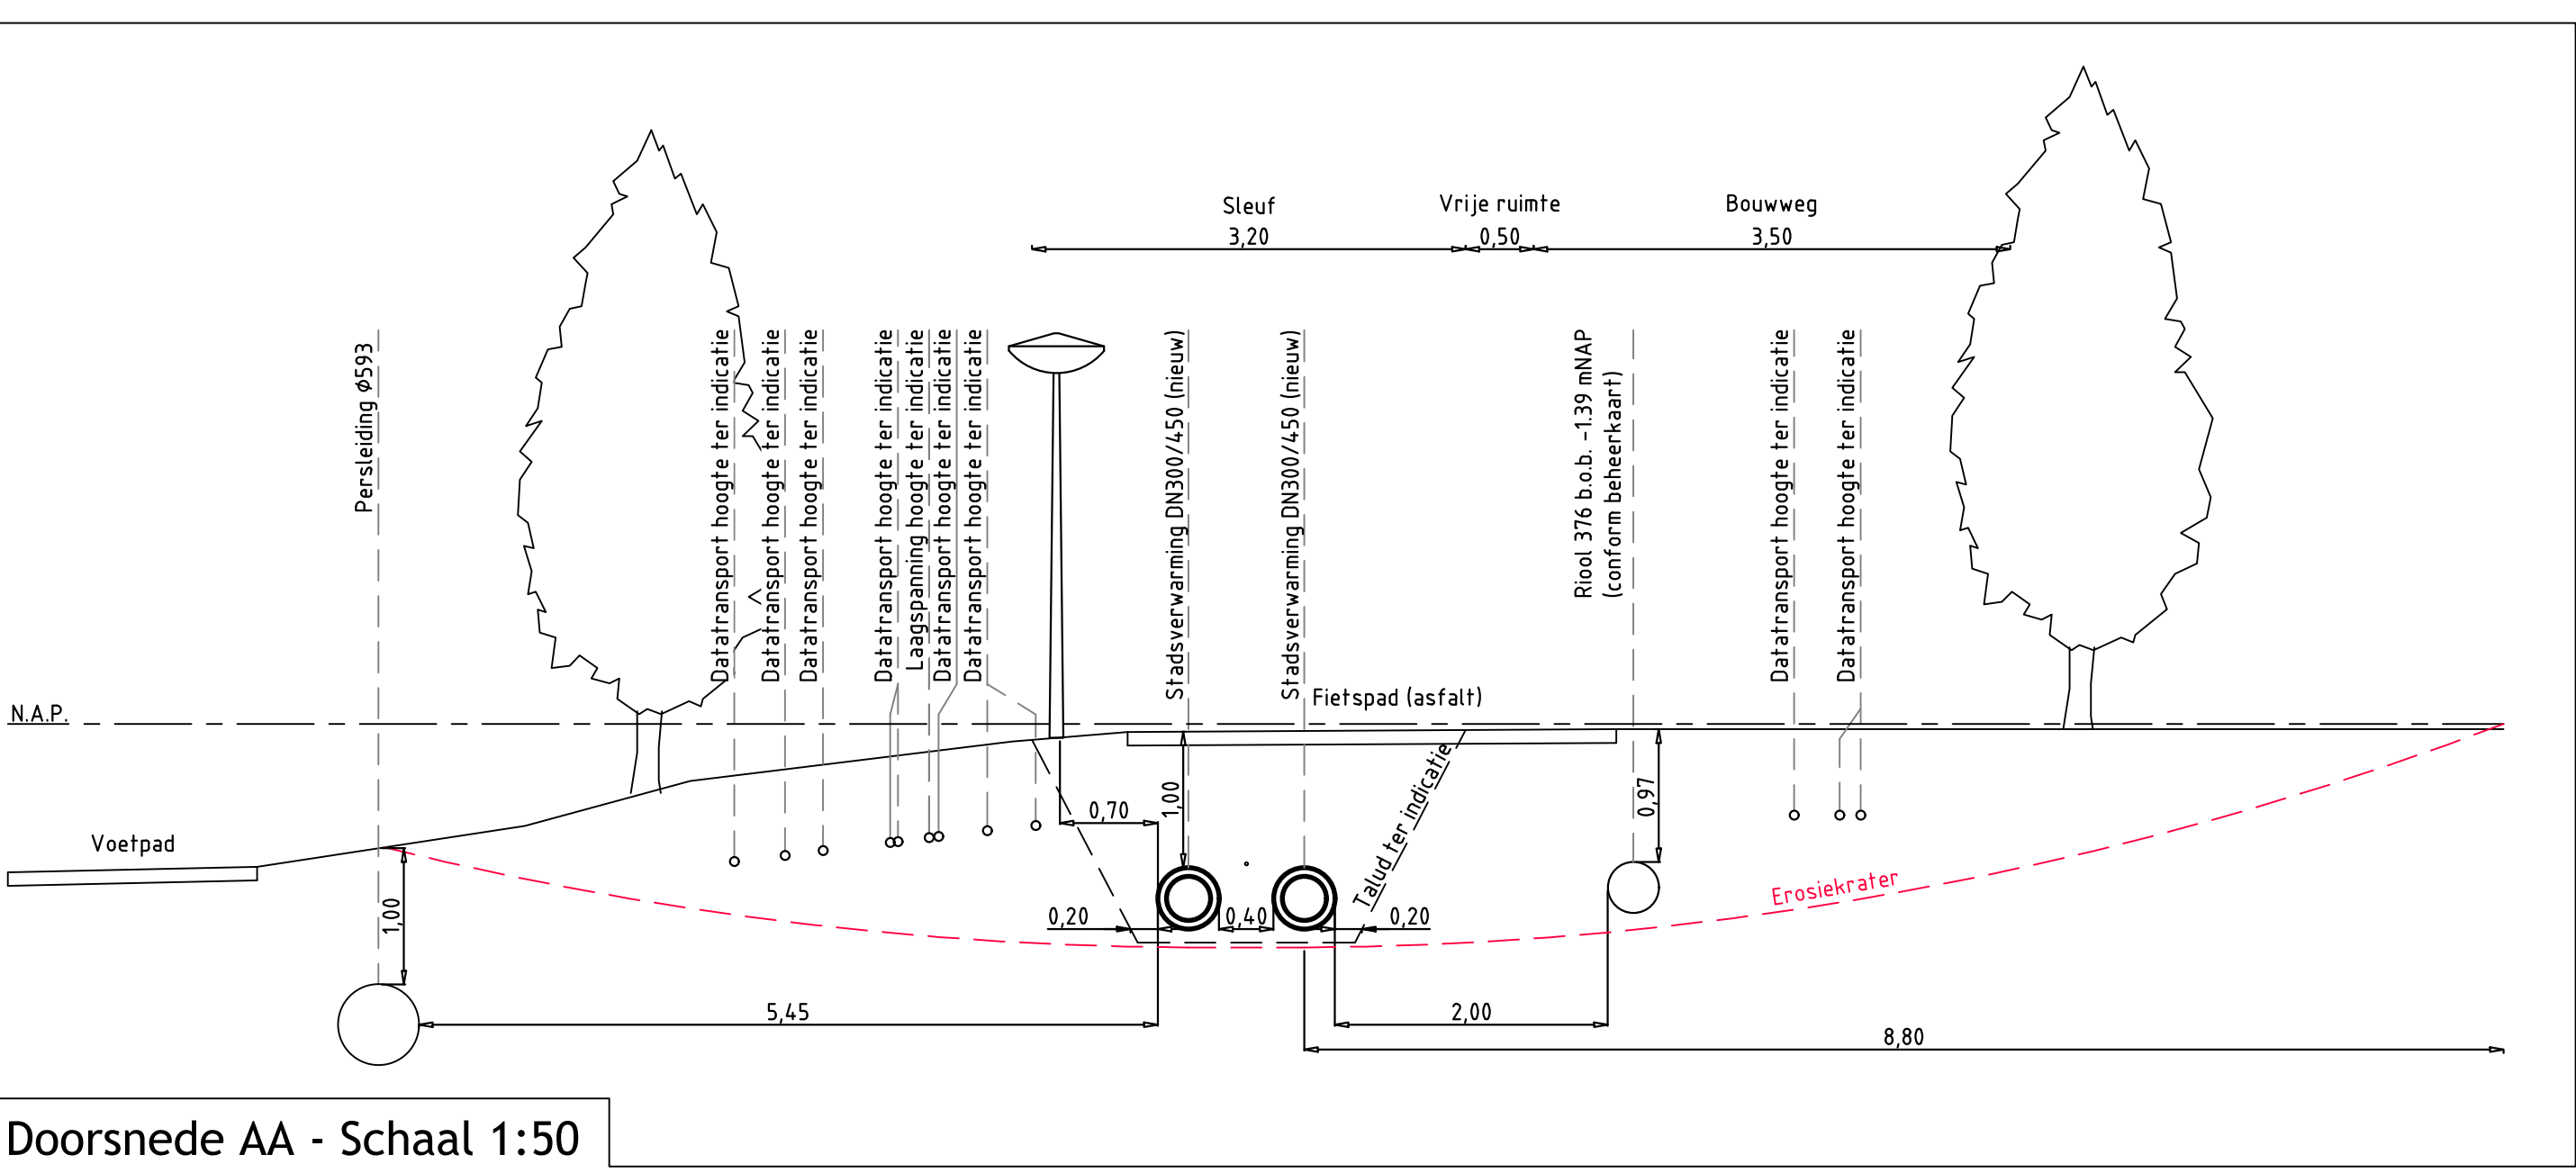 Sleuf
Vrije ruimte
Bouwweg
3,20
0,50
3,50
Persleiding Ø593
Datatransport hoogte ter indicatie
Datatransport hoogte ter indicatie
Datatransport hoogte ter indicatie
Datatransport hoogte ter indicatie
Laagspanning hoogte ter indicatie
Datatransport hoogte ter indicatie
Datatransport hoogte ter indicatie
Stadsverwarming DN300/450 (nieuw)
Stadsverwarming DN300/450 (nieuw)
Riool 376 b.o.b. -1.39 mNAP
(conform beheerkaart)
Datatransport hoogte ter indicatie
Datatransport hoogte ter indicatie
N.A.P.
Fietspad (asfalt)
Voetpad
0,70
1,00
Talud ter indicatie
0,97
Erosiekrater
1,00
0,20
0,40
0,20
5,45
2,00
8,80
Doorsnede AA - Schaal 1:50